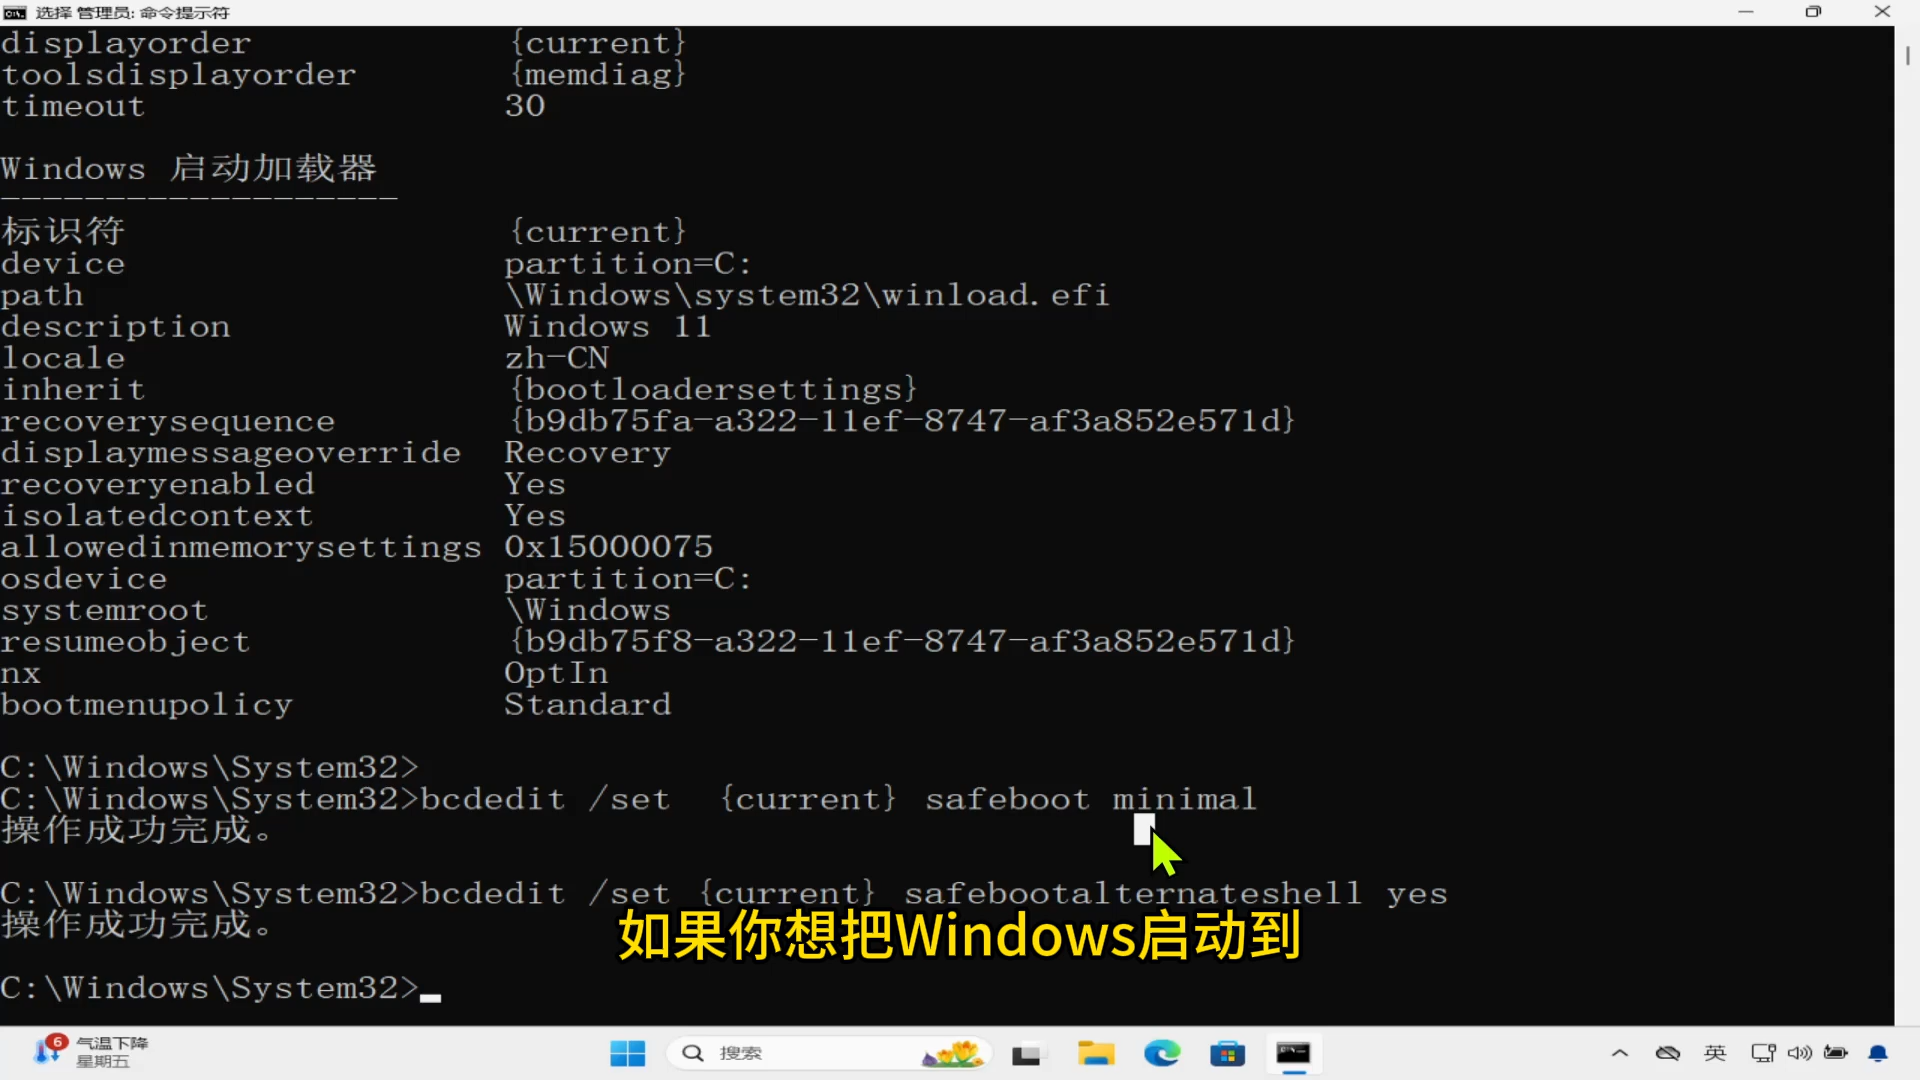 选择 管理员: 命令提示符
displayorder {current}
toolsdisplayorder {memdiag}
timeout 30
Windows 启动加载器
-------------------
标识符 {current}
device partition=C:
path \Windows\system32\winload.efi
description Windows 11
locale zh-CN
inherit {bootloadersettings}
recoverysequence {b9db75fa-a322-11ef-8747-af3a852e571d}
displaymessageoverride Recovery
recoveryenabled Yes
isolatedcontext Yes
allowedinmemorysettings 0x15000075
osdevice partition=C:
systemroot \Windows
resumeobject {b9db75f8-a322-11ef-8747-af3a852e571d}
nx OptIn
bootmenupolicy Standard
C:\Windows\System32>
C:\Windows\System32>bcdedit /set {current} safeboot minimal
操作成功完成。
C:\Windows\System32>bcdedit /set {current} safebootalternateshell yes
操作成功完成。
如果你想把Windows启动到
C:\Windows\System32>
6 气温下降
星期五
搜索
英